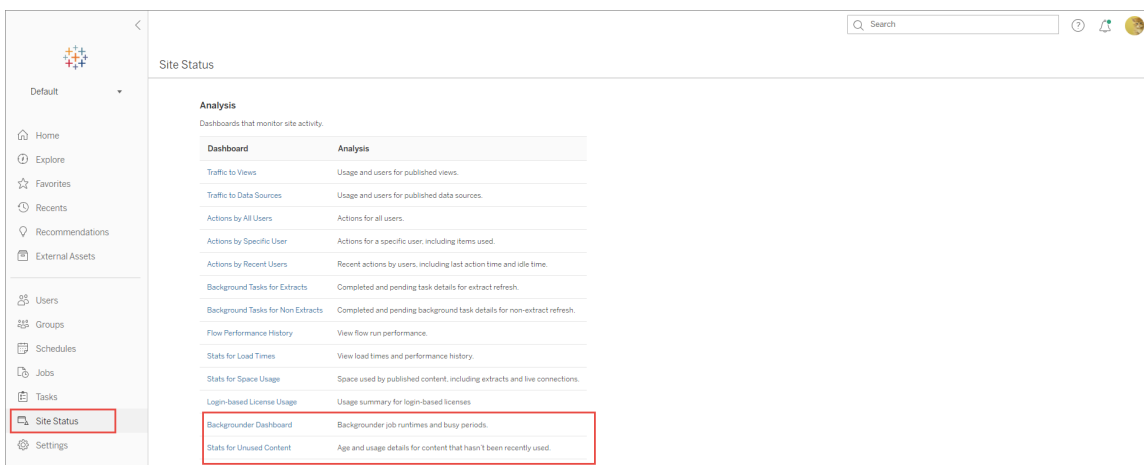 Search
Site Status
Default
Home
Explore
Favorites
Recents
Recommendations
External Assets
Users
Groups
Schedules
Jobs
Tasks
Site Status
Settings
Analysis
Dashboards that monitor site activity.
Dashboard Analysis
Traffic to Views Usage and users for published views.
Traffic to Data Sources Usage and users for published data sources.
Actions by All Users Actions for all users.
Actions by Specific User Actions for a specific user, including items used.
Actions by Recent Users Recent actions by users, including last action time and idle time.
Background Tasks for Extracts Completed and pending task details for extract refresh.
Background Tasks for Non Extracts Completed and pending background task details for non-extract refresh.
Flow Performance History View flow run performance.
Stats for Load Times View load times and performance history.
Stats for Space Usage Space used by published content, including extracts and live connections.
Login-based License Usage Usage summary for login-based licenses
Backgrounder Dashboard Backgrounder job runtimes and busy periods.
Stats for Unused Content Age and usage details for content that hasn't been recently used.